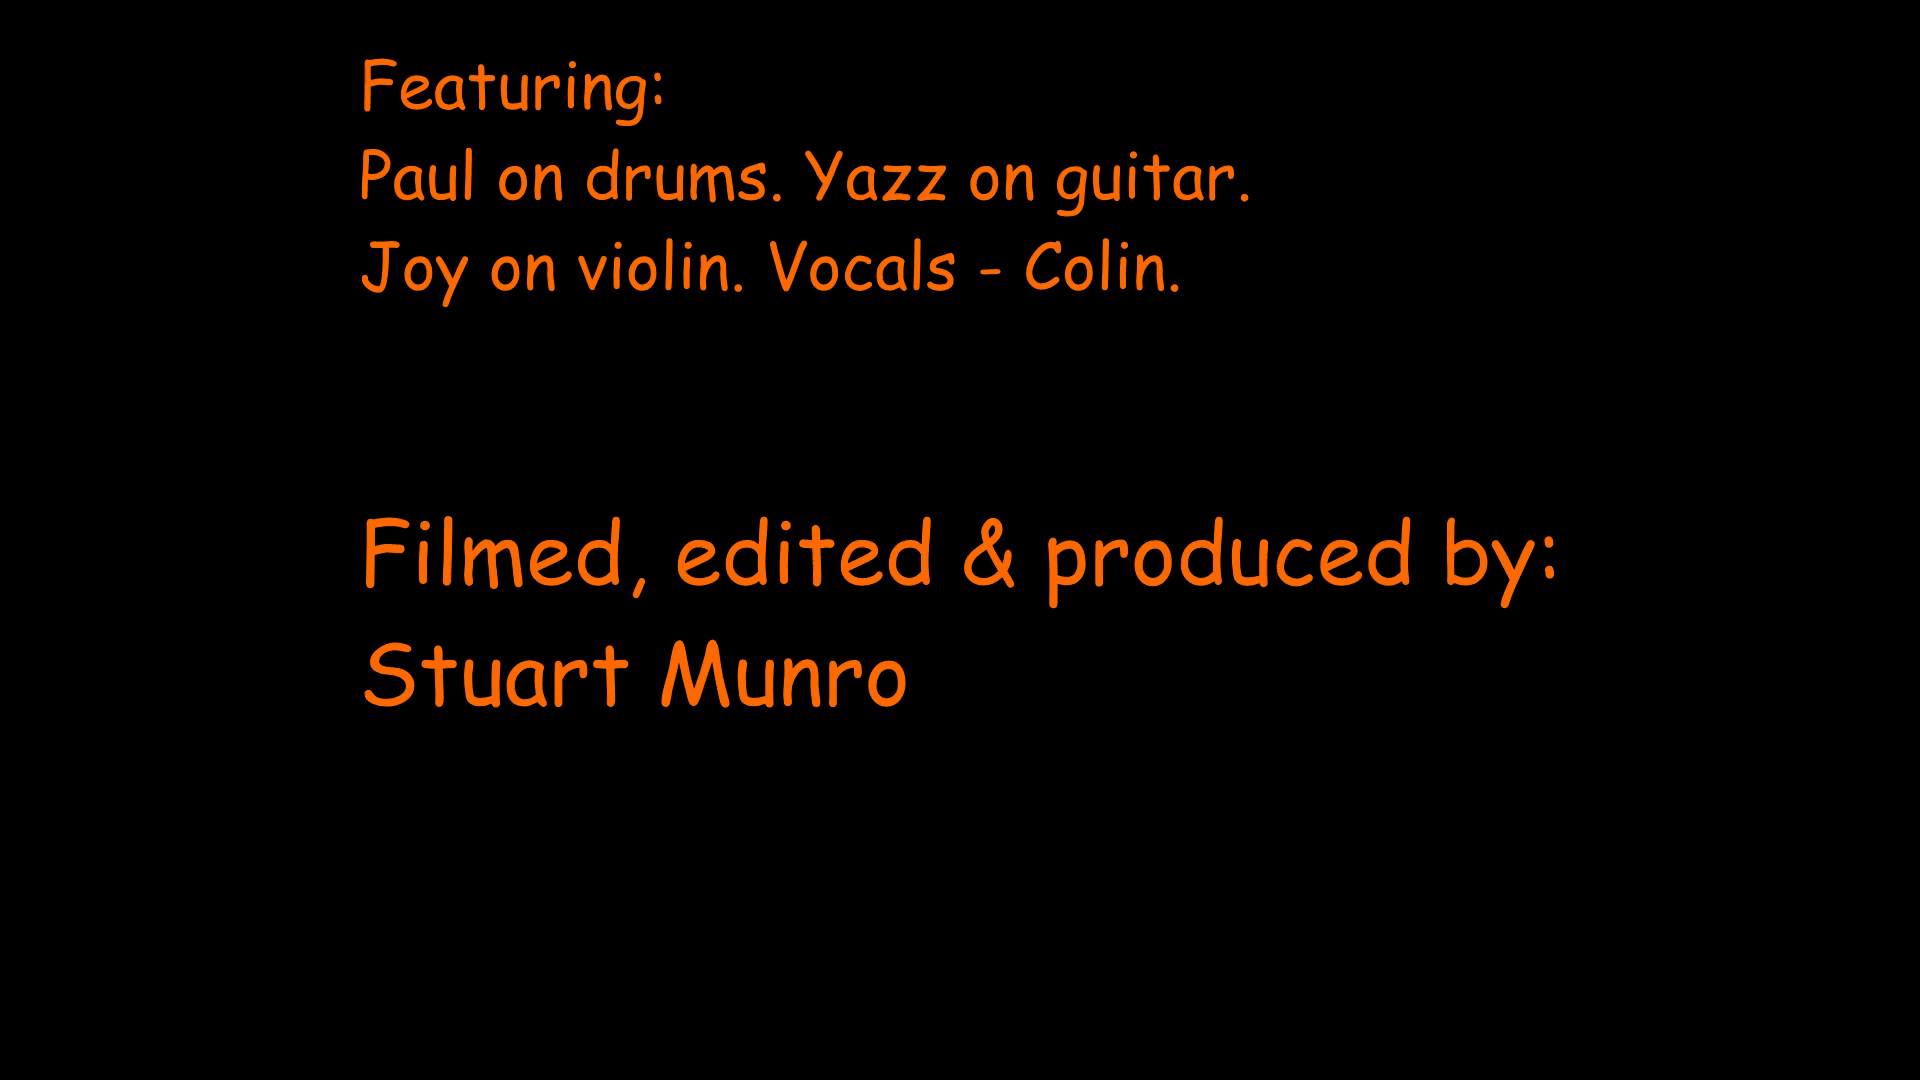 Featuring:
Paul on drums. Yazz on guitar.
Joy on violin. Vocals - Colin.
Filmed, edited & produced by:
Stuart Munro